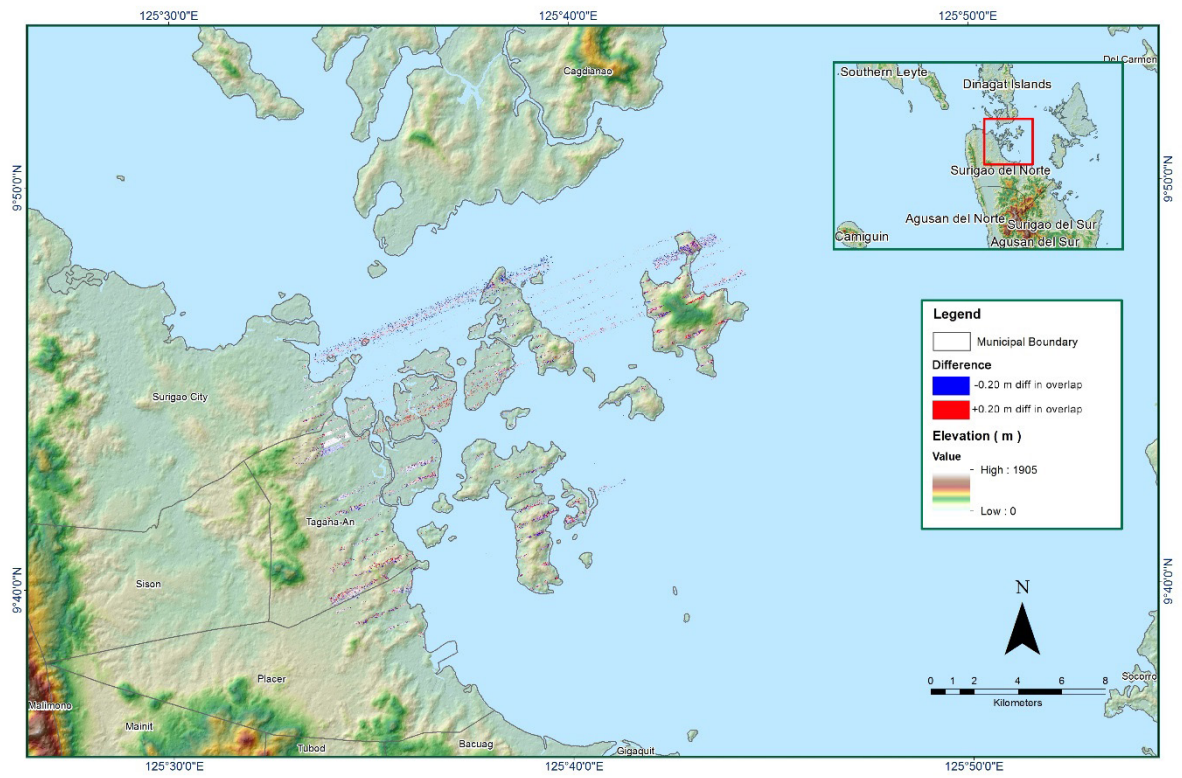 125°30'0"E
125°40'0"E
125°50'0"E
Cagdianao
Del Carmen
Southern Leyte
Dinagat Islands
Surigao del Norte
Agusan del Norte
Surigao del Sur
Camiguin
Agusan del Sur
9°50'0"N
9°50'0"N
Legend
Municipal Boundary
Difference
-0.20 m diff in overlap
+0.20 m diff in overlap
Elevation ( m )
Value
High : 1905
Low : 0
Surigao City
Tagana-An
Sison
9°40'0"N
9°40'0"N
N
0 1 2 4 6 8
Kilometers
Placer
Socorro
Malimono
Mainit
Tubod
Bacuag
Gigaquit
125°30'0"E
125°40'0"E
125°50'0"E